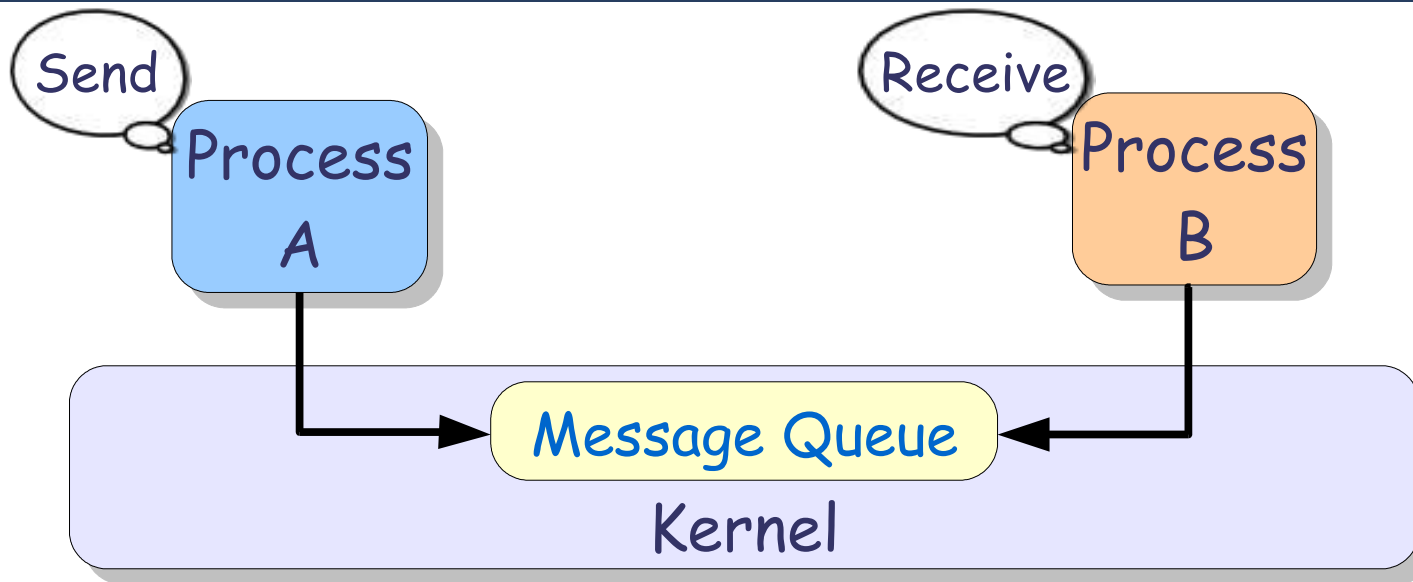 Send
Receive
Process
A
Process
B
Message Queue
Kernel